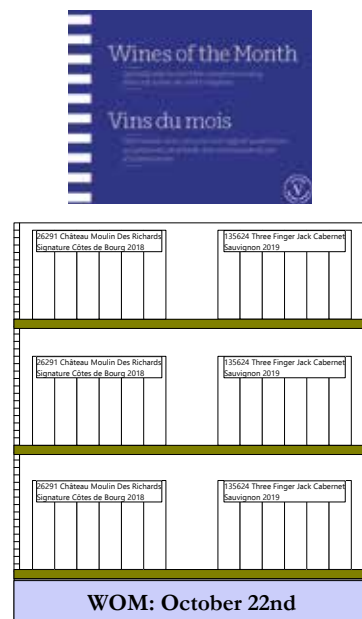 Wines of the Month
Vins du mois
V
26291 Château Moulin Des Richards
Signature Côtes de Bourg 2018
135624 Three Finger Jack Cabernet
Sauvignon 2019
26291 Château Moulin Des Richards
Signature Côtes de Bourg 2018
135624 Three Finger Jack Cabernet
Sauvignon 2019
26291 Château Moulin Des Richards
Signature Côtes de Bourg 2018
135624 Three Finger Jack Cabernet
Sauvignon 2019
WOM: October 22nd